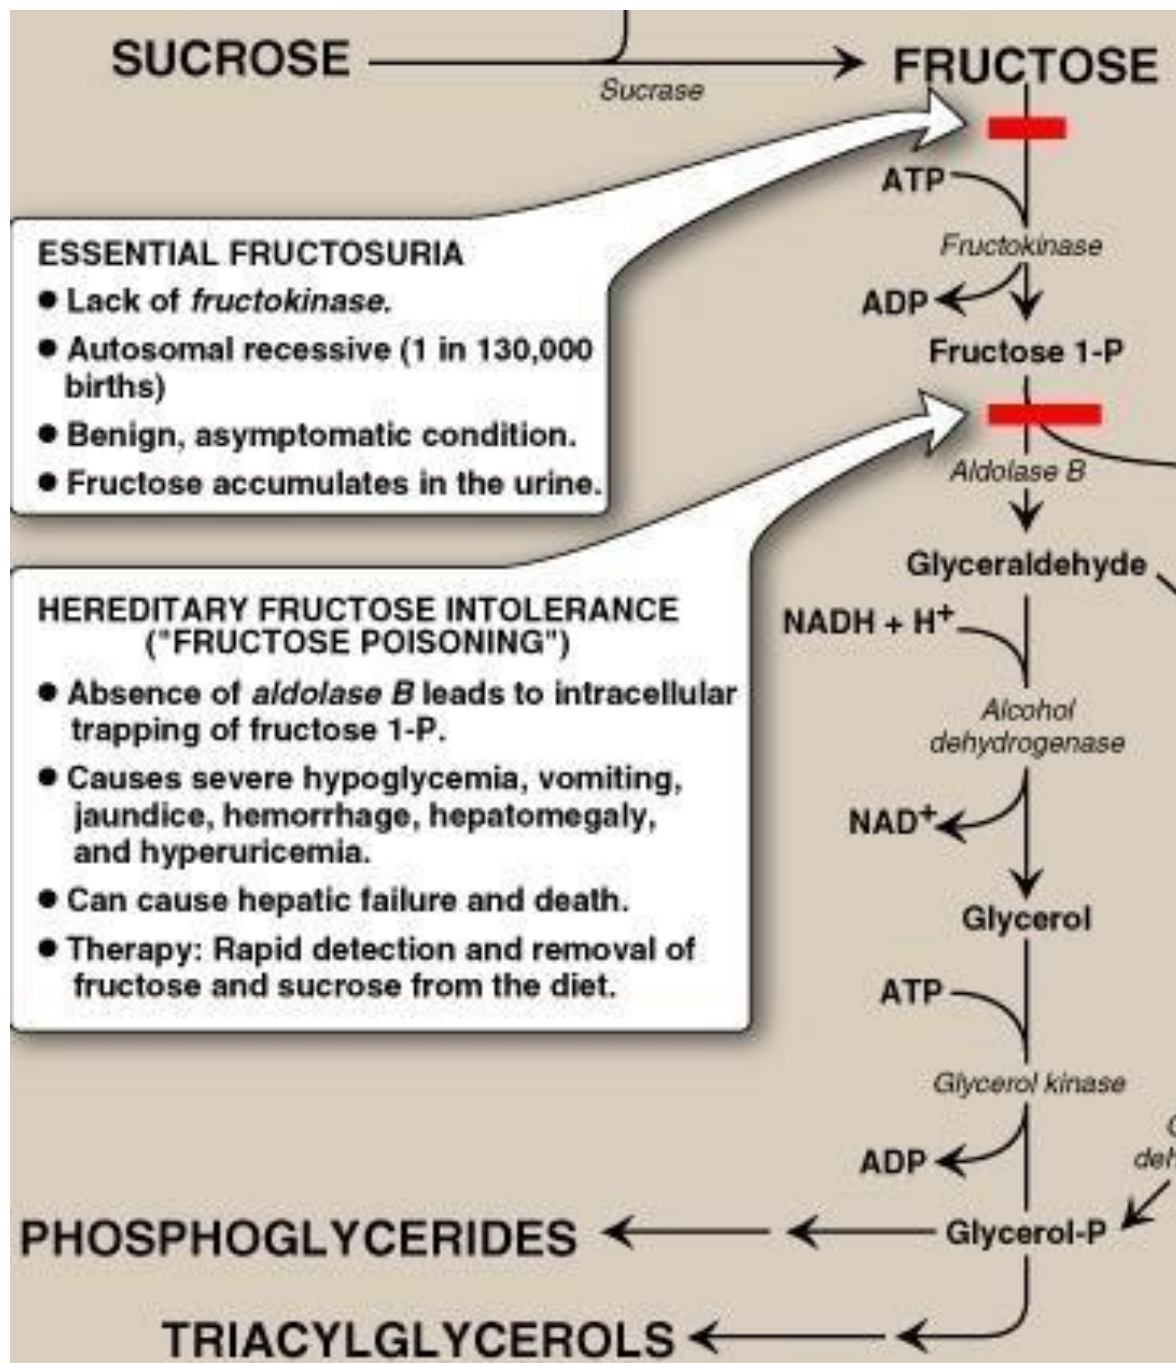 SUCROSE
Sucrase
FRUCTOSE
ATP
Fructokinase
ADP
Fructose 1-P
ESSENTIAL FRUCTOSURIA
● Lack of fructokinase.
● Autosomal recessive (1 in 130,000
births)
● Benign, asymptomatic condition.
● Fructose accumulates in the urine.
Aldolase B
Glyceraldehyde
HEREDITARY FRUCTOSE INTOLERANCE
("FRUCTOSE POISONING")
● Absence of aldolase B leads to intracellular
trapping of fructose 1-P.
● Causes severe hypoglycemia, vomiting,
jaundice, hemorrhage, hepatomegaly,
and hyperuricemia.
● Can cause hepatic failure and death.
● Therapy: Rapid detection and removal of
fructose and sucrose from the diet.
NADH + H+
Alcohol
dehydrogenase
NAD+
Glycerol
ATP
Glycerol kinase
ADP
Glycerol-P
PHOSPHOGLYCERIDES
TRIACYLGLYCEROLS